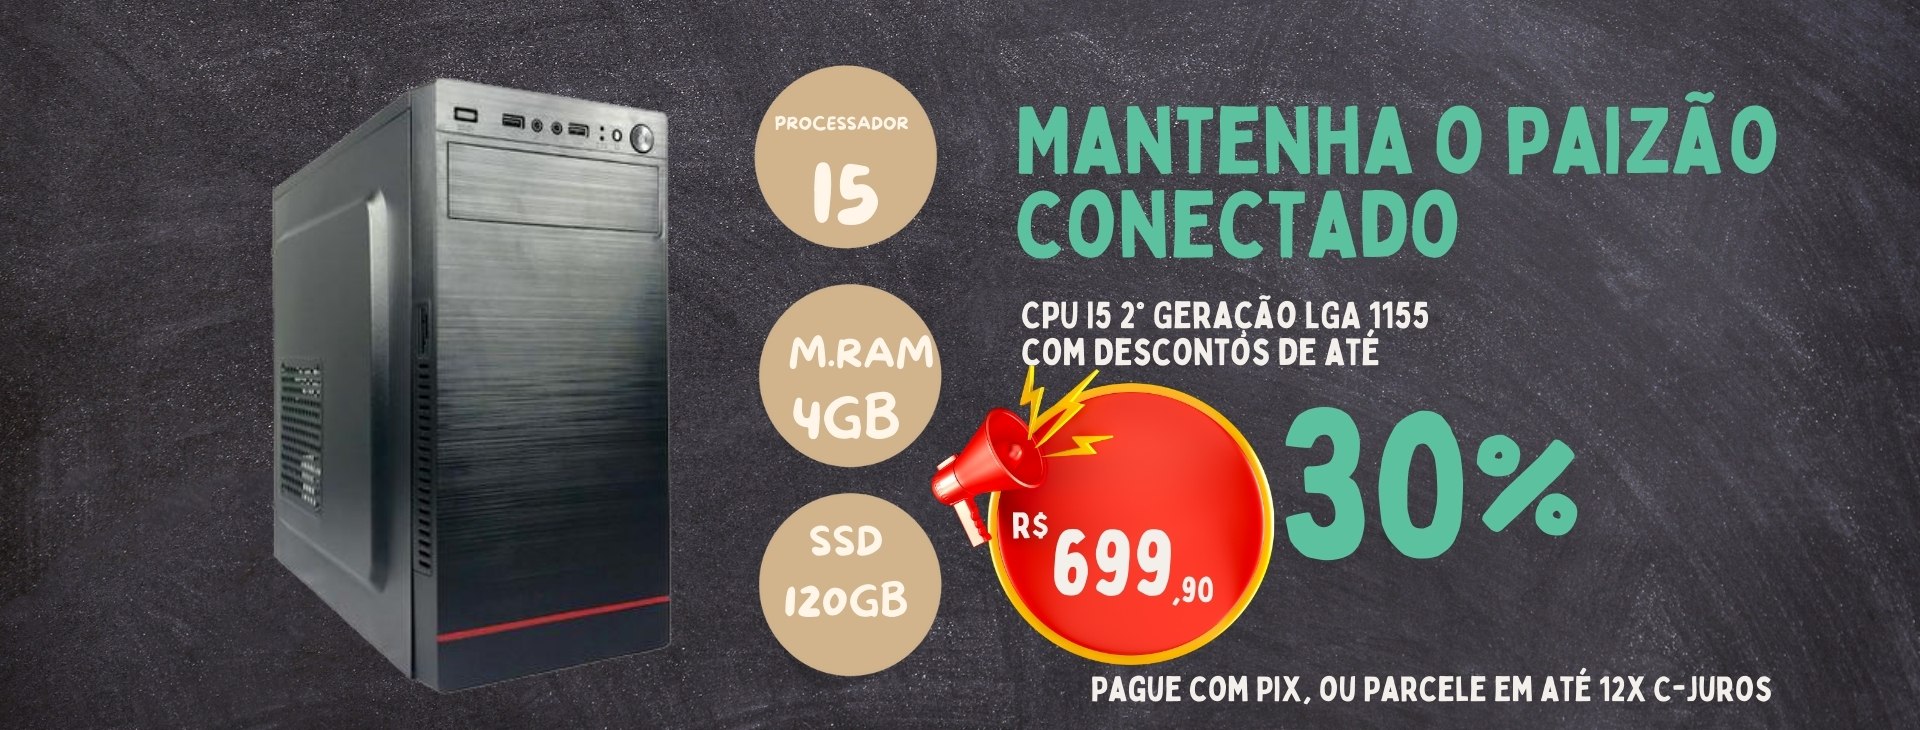 PROCESSADOR
I5
M.RAM
4GB
SSD
120GB
MANTENHA O PAIZÃO
CONECTADO
CPU I5 2° GERAÇÃO LGA 1155
COM DESCONTOS DE ATÉ
30%
R$ 699,90
PAGUE COM PIX, OU PARCELE EM ATÉ 12X C-JUROS